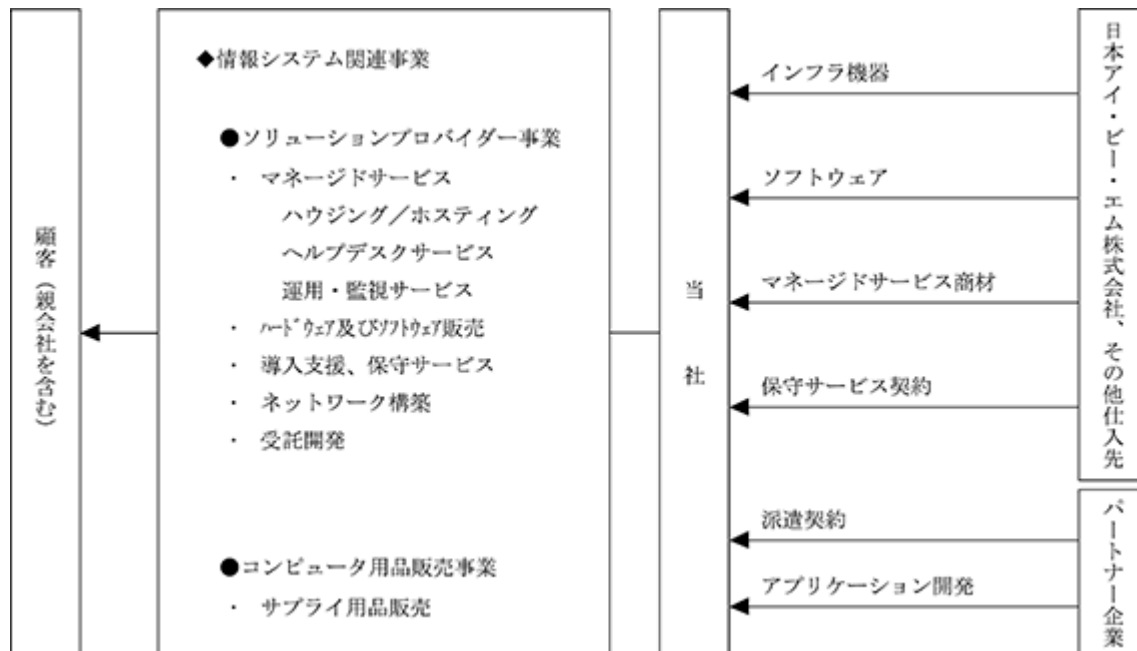 顧客（親会社を含む）
◆情報システム関連事業
●ソリューションプロバイダー事業
・ マネージドサービス
ハウジング／ホスティング
ヘルプデスクサービス
運用・監視サービス
・ ﾊｰﾄﾞｳｪｱ及びｿﾌﾄｳｪｱ販売
・ 導入支援、保守サービス
・ ネットワーク構築
・ 受託開発
●コンピュータ用品販売事業
・ サプライ用品販売
当社
インフラ機器
ソフトウェア
マネージドサービス商材
保守サービス契約
派遣契約
アプリケーション開発
日本アイ・ビー・エム株式会社、その他仕入先
パートナー企業